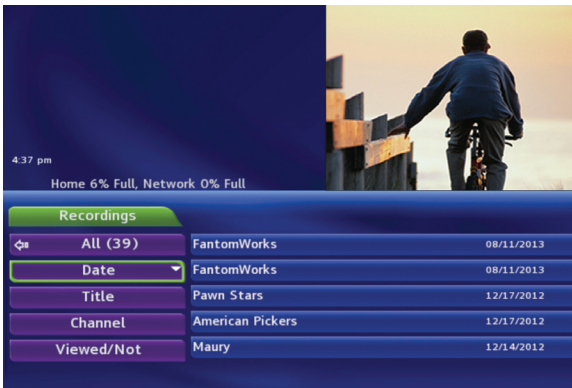 4:37 pm
Home 6% Full, Network 0% Full
Recordings
All (39) FantomWorks 08/11/2013
Date FantomWorks 08/11/2013
Title Pawn Stars 12/17/2012
Channel American Pickers 12/17/2012
Viewed/Not Maury 12/14/2012